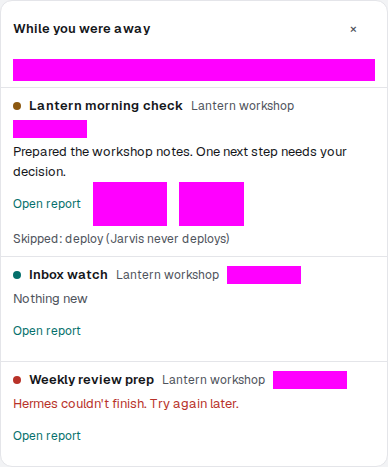 While you were away ×
Lantern morning check Lantern workshop
Prepared the workshop notes. One next step needs your
decision.
Open report
Skipped: deploy (Jarvis never deploys)
Inbox watch Lantern workshop
Nothing new
Open report
Weekly review prep Lantern workshop
Hermes couldn't finish. Try again later.
Open report